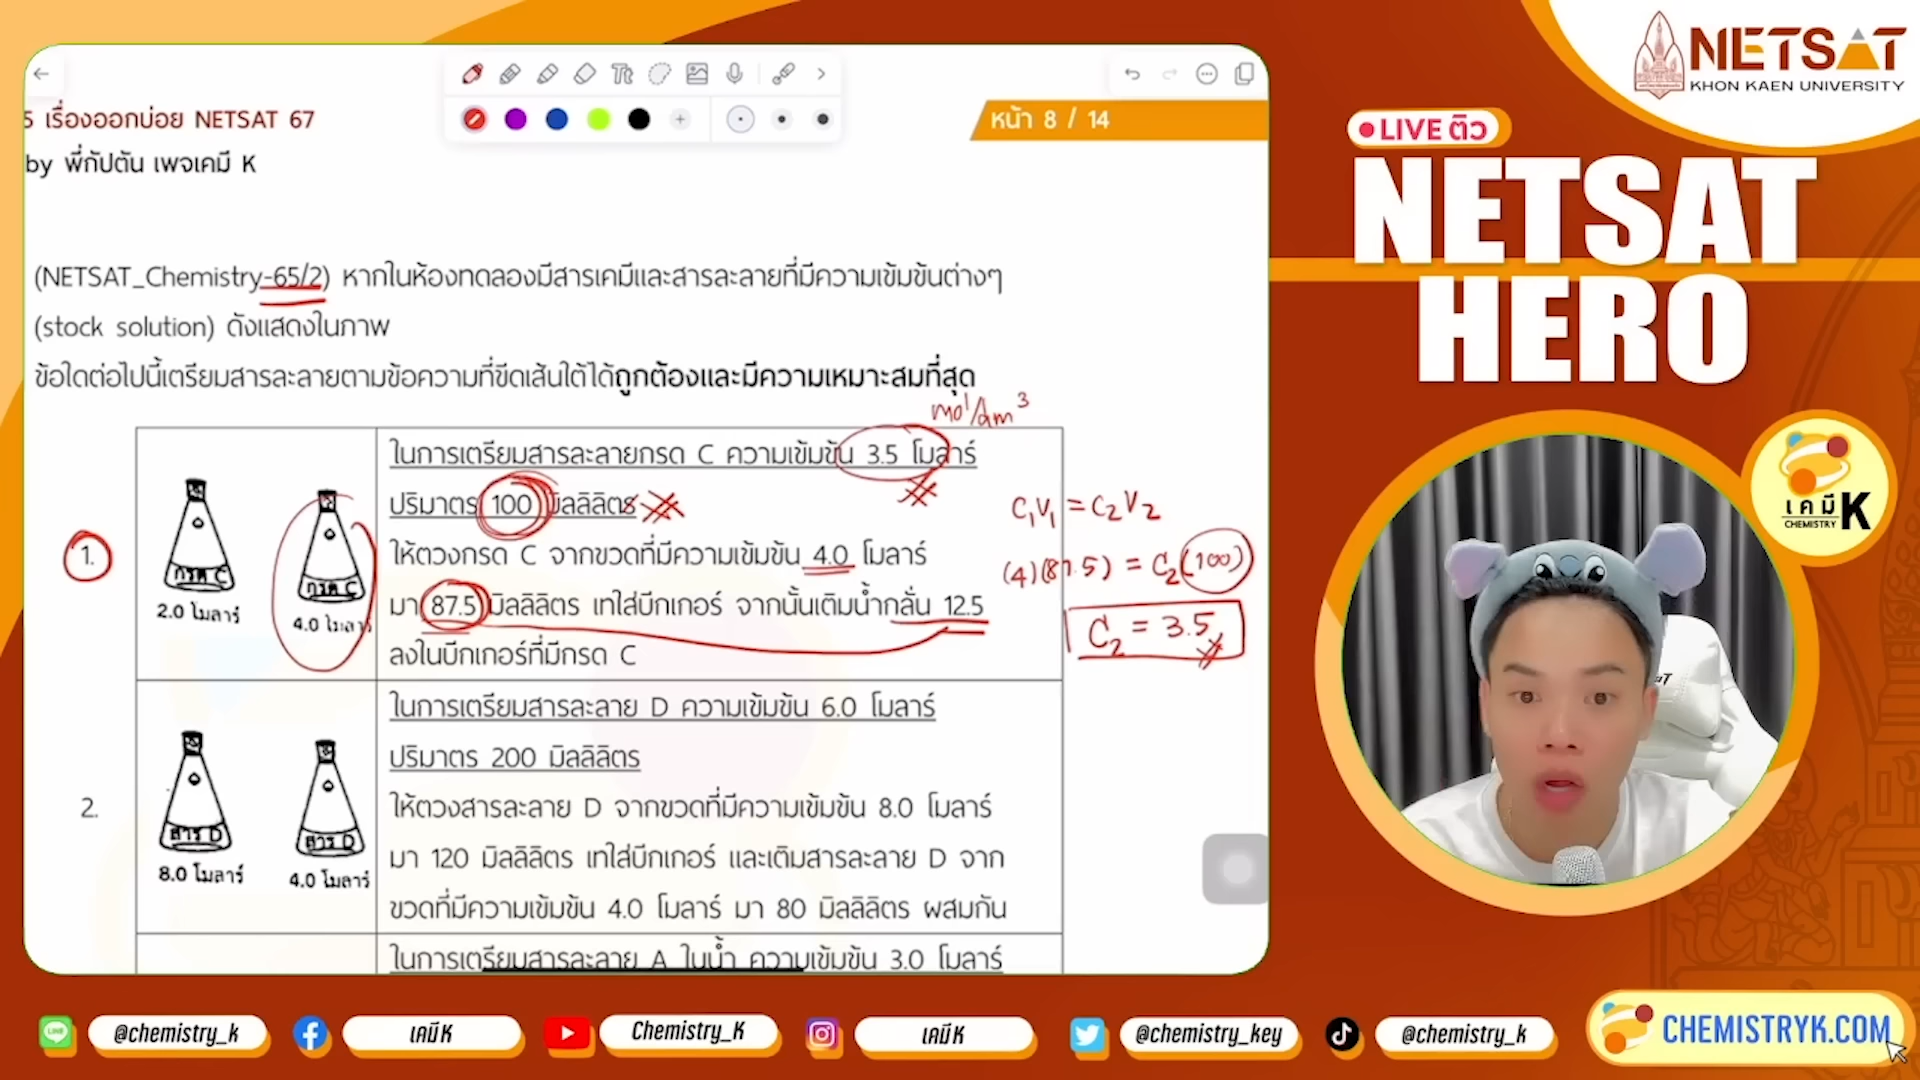 5 เรื่องออกบ่อย NETSAT 67
by พี่กัปตัน เพจเคมี K
หน้า 8 / 14
(NETSAT_Chemistry-65/2) หากในห้องทดลองมีสารเคมีและสารละลายที่มีความเข้มข้นต่างๆ
(stock solution) ดังแสดงในภาพ
ข้อใดต่อไปนี้เตรียมสารละลายตามข้อความที่ขีดเส้นใต้ได้ถูกต้องและมีความเหมาะสมที่สุด
mol/dm³
1.
กรด C
2.0 โมลาร์
กรด C
4.0 โมลาร์
ในการเตรียมสารละลายกรด C ความเข้มข้น 3.5 โมลาร์
ปริมาตร 100 มิลลิลิตร
ให้ตวงกรด C จากขวดที่มีความเข้มข้น 4.0 โมลาร์
มา 87.5 มิลลิลิตร เทใส่บีกเกอร์ จากนั้นเติมน้ำกลั่น 12.5
ลงในบีกเกอร์ที่มีกรด C
C₁V₁ = C₂V₂
(4)(87.5) = C₂(100)
C₂ = 3.5
2.
สาร D
8.0 โมลาร์
สาร D
4.0 โมลาร์
ในการเตรียมสารละลาย D ความเข้มข้น 6.0 โมลาร์
ปริมาตร 200 มิลลิลิตร
ให้ตวงสารละลาย D จากขวดที่มีความเข้มข้น 8.0 โมลาร์
มา 120 มิลลิลิตร เทใส่บีกเกอร์ และเติมสารละลาย D จาก
ขวดที่มีความเข้มข้น 4.0 โมลาร์ มา 80 มิลลิลิตร ผสมกัน
ในการเตรียมสารละลาย A ในน้ำ ความเข้มข้น 3.0 โมลาร์
NETSAT
KHON KAEN UNIVERSITY
LIVE ติว
NETSAT
HERO
เคมี K
CHEMISTRY
@chemistry_k
เคมี K
Chemistry_K
เคมี K
@chemistry_key
@chemistry_k
CHEMISTRYK.COM